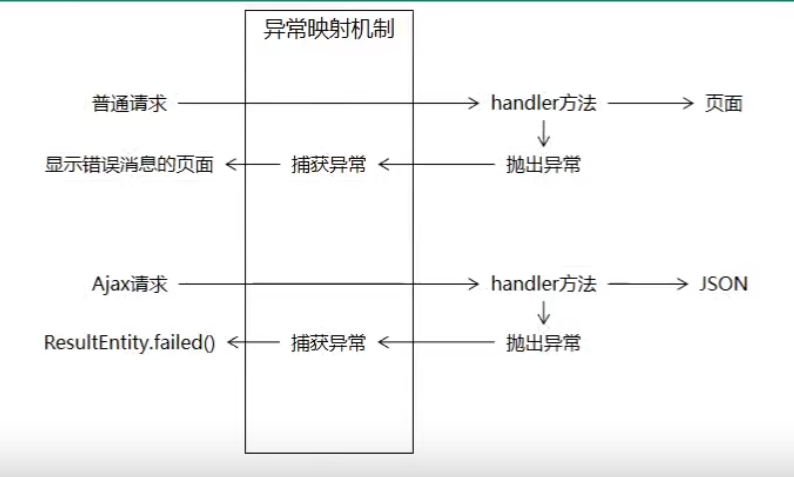 异常映射机制
普通请求 handler方法 页面
显示错误消息的页面 捕获异常 抛出异常
Ajax请求 handler方法 JSON
ResultEntity.failed() 捕获异常 抛出异常